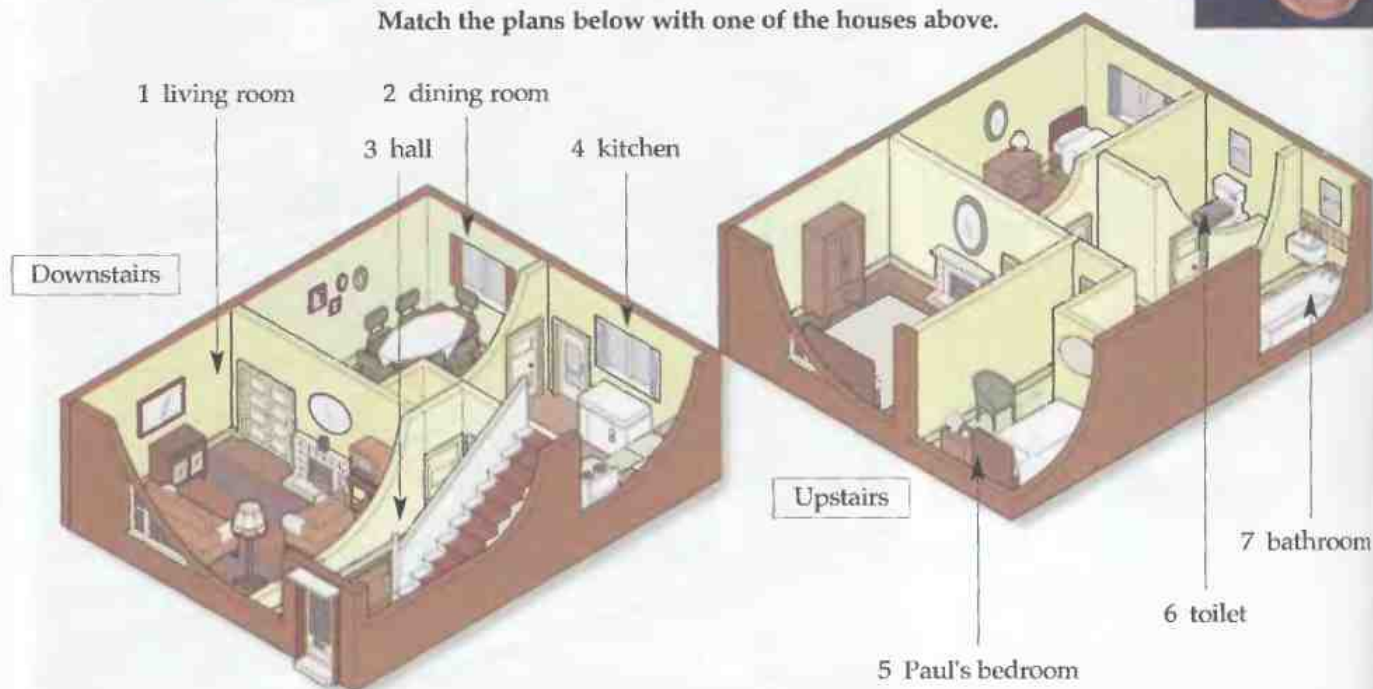 Match the plans below with one of the houses above.
1 living room
2 dining room
3 hall
4 kitchen
Downstairs
Upstairs
7 bathroom
6 toilet
5 Paul's bedroom